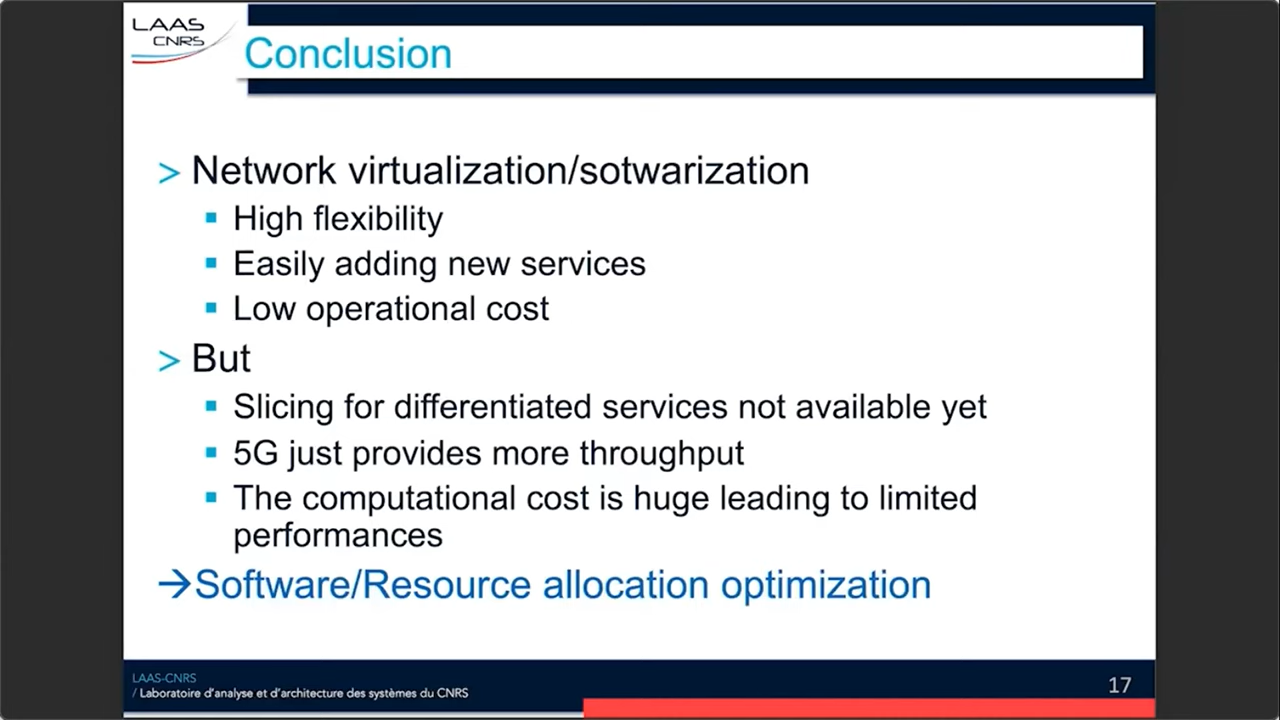 LAAS
CNRS
Conclusion
> Network virtualization/sotwarization
▪ High flexibility
▪ Easily adding new services
▪ Low operational cost
> But
▪ Slicing for differentiated services not available yet
▪ 5G just provides more throughput
▪ The computational cost is huge leading to limited
performances
→Software/Resource allocation optimization
LAAS-CNRS
/ Laboratoire d'analyse et d'architecture des systèmes du CNRS
17